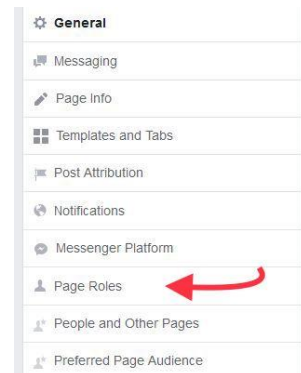 General
Messaging
Page Info
Templates and Tabs
Post Attribution
Notifications
Messenger Platform
Page Roles
People and Other Pages
Preferred Page Audience